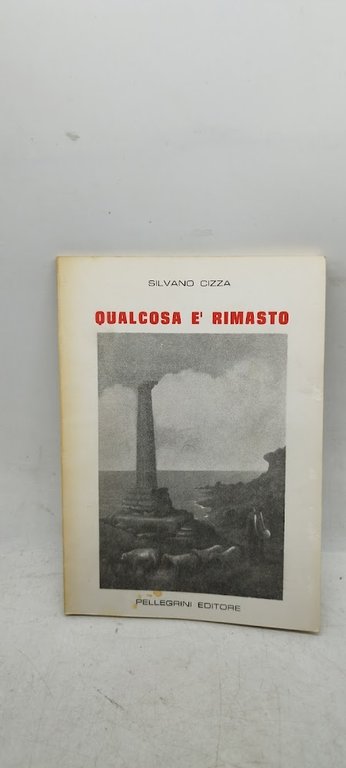 SILVANO CIZZA
QUALCOSA E' RIMASTO
PELLEGRINI EDITORE